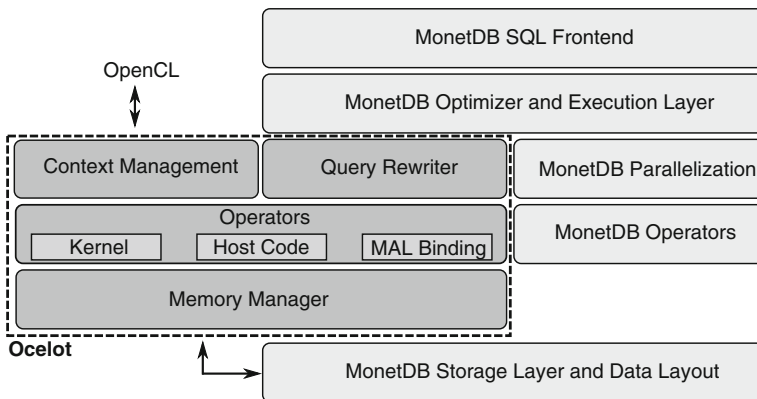 MonetDB SQL Frontend
OpenCL
MonetDB Optimizer and Execution Layer
Context Management
Query Rewriter
MonetDB Parallelization
Operators
Kernel
Host Code
MAL Binding
MonetDB Operators
Memory Manager
Ocelot
MonetDB Storage Layer and Data Layout